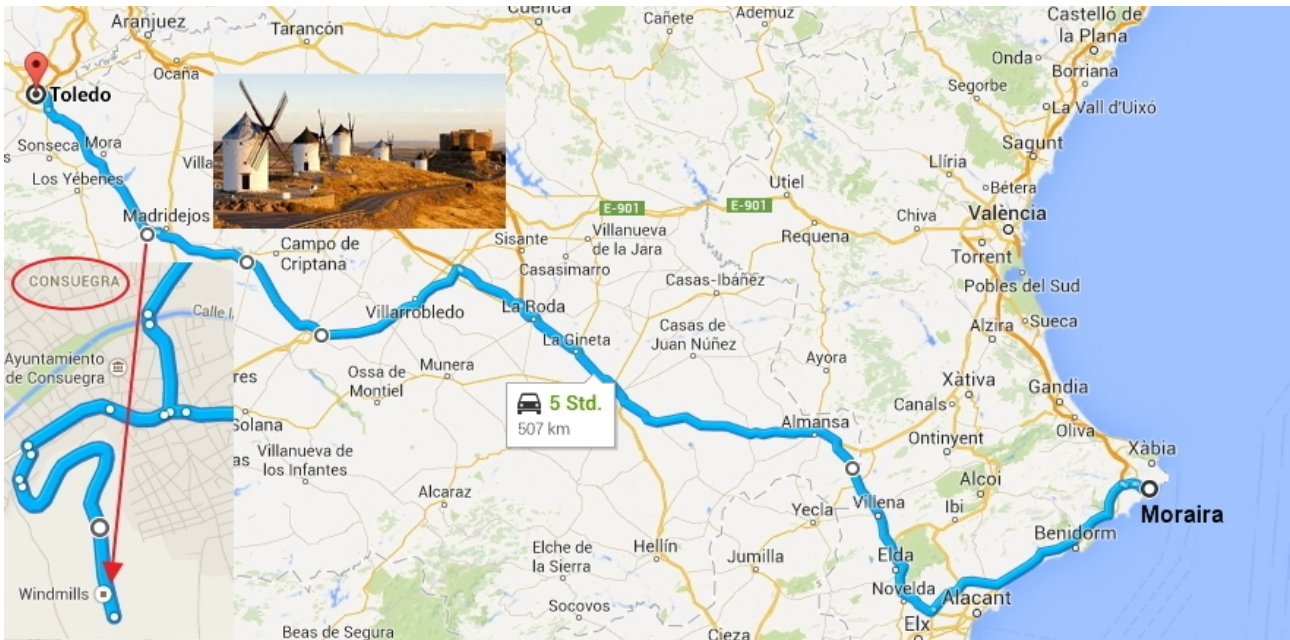 Aranjuez
Tarancón
Cuenca
Cañete
Ademuz
Castelló de
la Plana
Ocaña
Onda
Borriana
Toledo
Segorbe
La Vall d'Uixó
Sonseca
Mora
Villa
Sagunt
Llíria
Los Yébenes
Utiel
Bétera
Madridejos
E-901
E-901
Chiva
València
Sisante
Villanueva
de la Jara
Requena
Campo de
Criptana
Torrent
Casasimarro
CONSUEGRA
Casas-Ibáñez
Pobles del Sud
Villarrobledo
La Roda
Calle
Alzira
Sueca
Casas de
Juan Núñez
La Gineta
Ayuntamiento
de Consuegra
Munera
Ayora
Ossa de
Montiel
res
Xàtiva
Gandia
5 Std.
507 km
Canals
Solana
Almansa
Oliva
Ontinyent
Xàbia
Villanueva de
los Infantes
as
Alcoi
Alcaraz
Villena
Yecla
Ibi
Moraira
Benidorm
Elche de
la Sierra
Hellín
Jumilla
Elda
Novelda
Windmills
Alacant
Socovos
Elx
Beas de Segura
Cieza